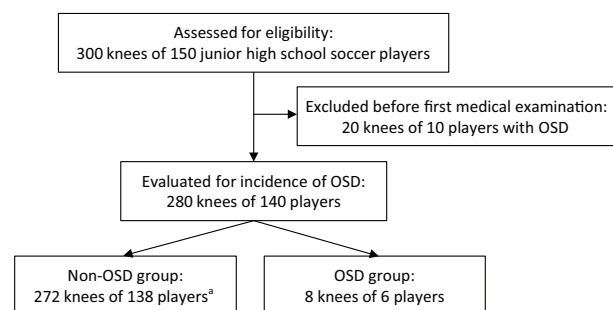 Assessed for eligibility:
300 knees of 150 junior high school soccer players
Excluded before first medical examination:
20 knees of 10 players with OSD
Evaluated for incidence of OSD:
280 knees of 140 players
Non-OSD group:
272 knees of 138 playersᵃ
OSD group:
8 knees of 6 players